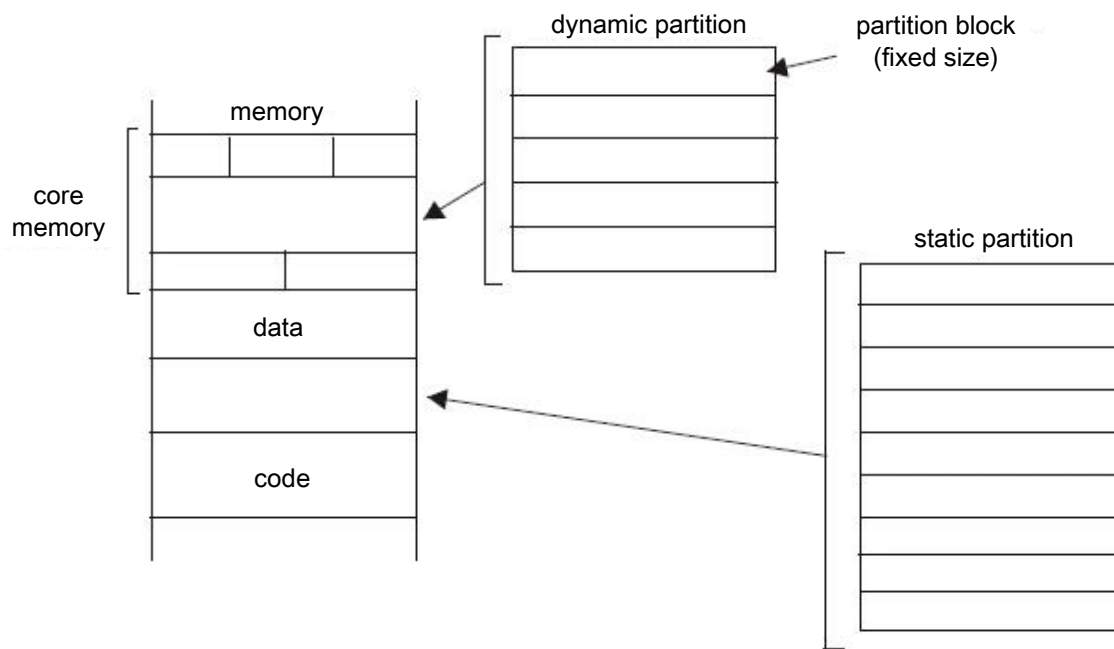 dynamic partition
partition block
(fixed size)
memory
core
memory
static partition
data
code